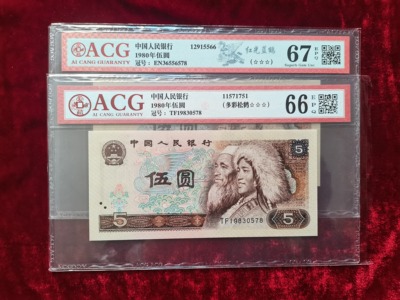 ACG
AI CANG GUARANTY
中国人民银行
12915566
1980年伍圆
冠号： EN36556578
红光蓝鹤
(☆☆☆)
67 EPQ
ACG
AI CANG GUARANTY
中国人民银行
11571751
1980年伍圆
(多彩松鹤☆☆☆)
冠号： TF19830578
66 EPQ
中国人民银行
伍圆
5
TF19830578
5
5